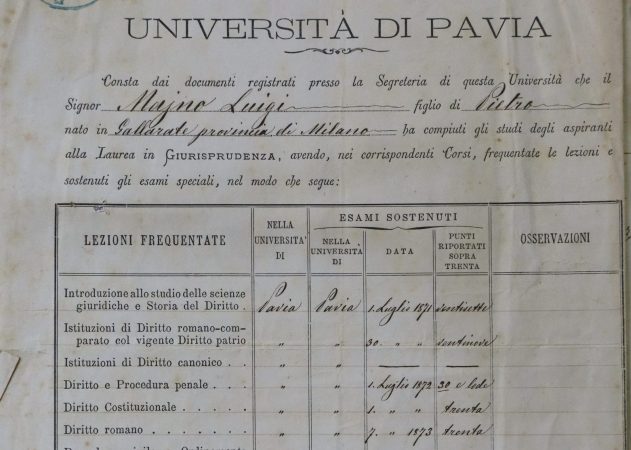 UNIVERSITÀ DI PAVIA
Consta dai documenti registrati presso la Segreteria di questa Università che il
Signor Majno Luigi figlio di Pietro
nato in Gallarate provincia di Milano ha compiuti gli studi degli aspiranti
alla Laurea in GIURISPRUDENZA, avendo, nei corrispondenti Corsi, frequentate le lezioni e
sostenuti gli esami speciali, nel modo che segue:
LEZIONI FREQUENTATE
NELLA
UNIVERSITA'
DI
ESAMI SOSTENUTI
NELLA
UNIVERSITÀ
DI
DATA
PUNTI
RIPORTATI
SOPRA
TRENTA
OSSERVAZIONI
Introduzione allo studio delle scienze
giuridiche e Storia del Diritto . Pavia Pavia 1. Luglio 1871 ventisette
Istituzioni di Diritto romano-com-
parato col vigente Diritto patrio " " 30. " " ventinove
Istituzioni di Diritto canonico . . . " "
Diritto e Procedura penale . . . " " 1. Luglio 1872 30 e lode
Diritto Costituzionale . . . . " " 1. " " trenta
Diritto romano . . . . . . " " 7. " 1873 trenta